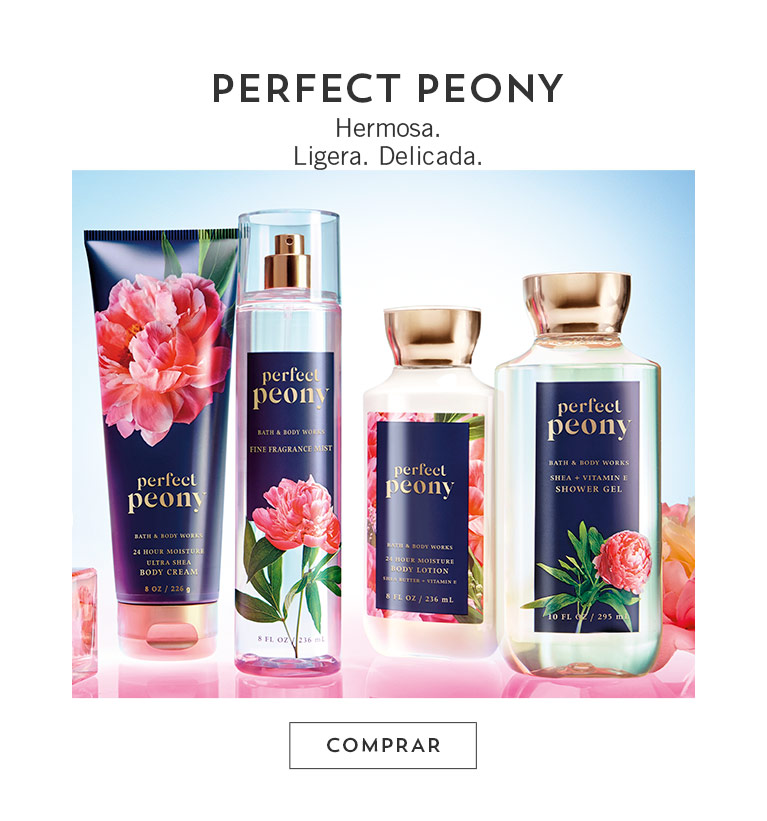 PERFECT PEONY
Hermosa.
Ligera. Delicada.
perfect
peony
BATH & BODY WORKS
24 HOUR MOISTURE
ULTRA SHEA
BODY CREAM
8 OZ / 226 g
perfect
peony
BATH & BODY WORKS
FINE FRAGRANCE MIST
8 FL OZ / 236 mL
perfect
peony
BATH & BODY WORKS
24 HOUR MOISTURE
BODY LOTION
SHEA BUTTER + VITAMIN E
8 FL OZ / 236 mL
perfect
peony
BATH & BODY WORKS
SHEA + VITAMIN E
SHOWER GEL
10 FL OZ / 295 mL
COMPRAR